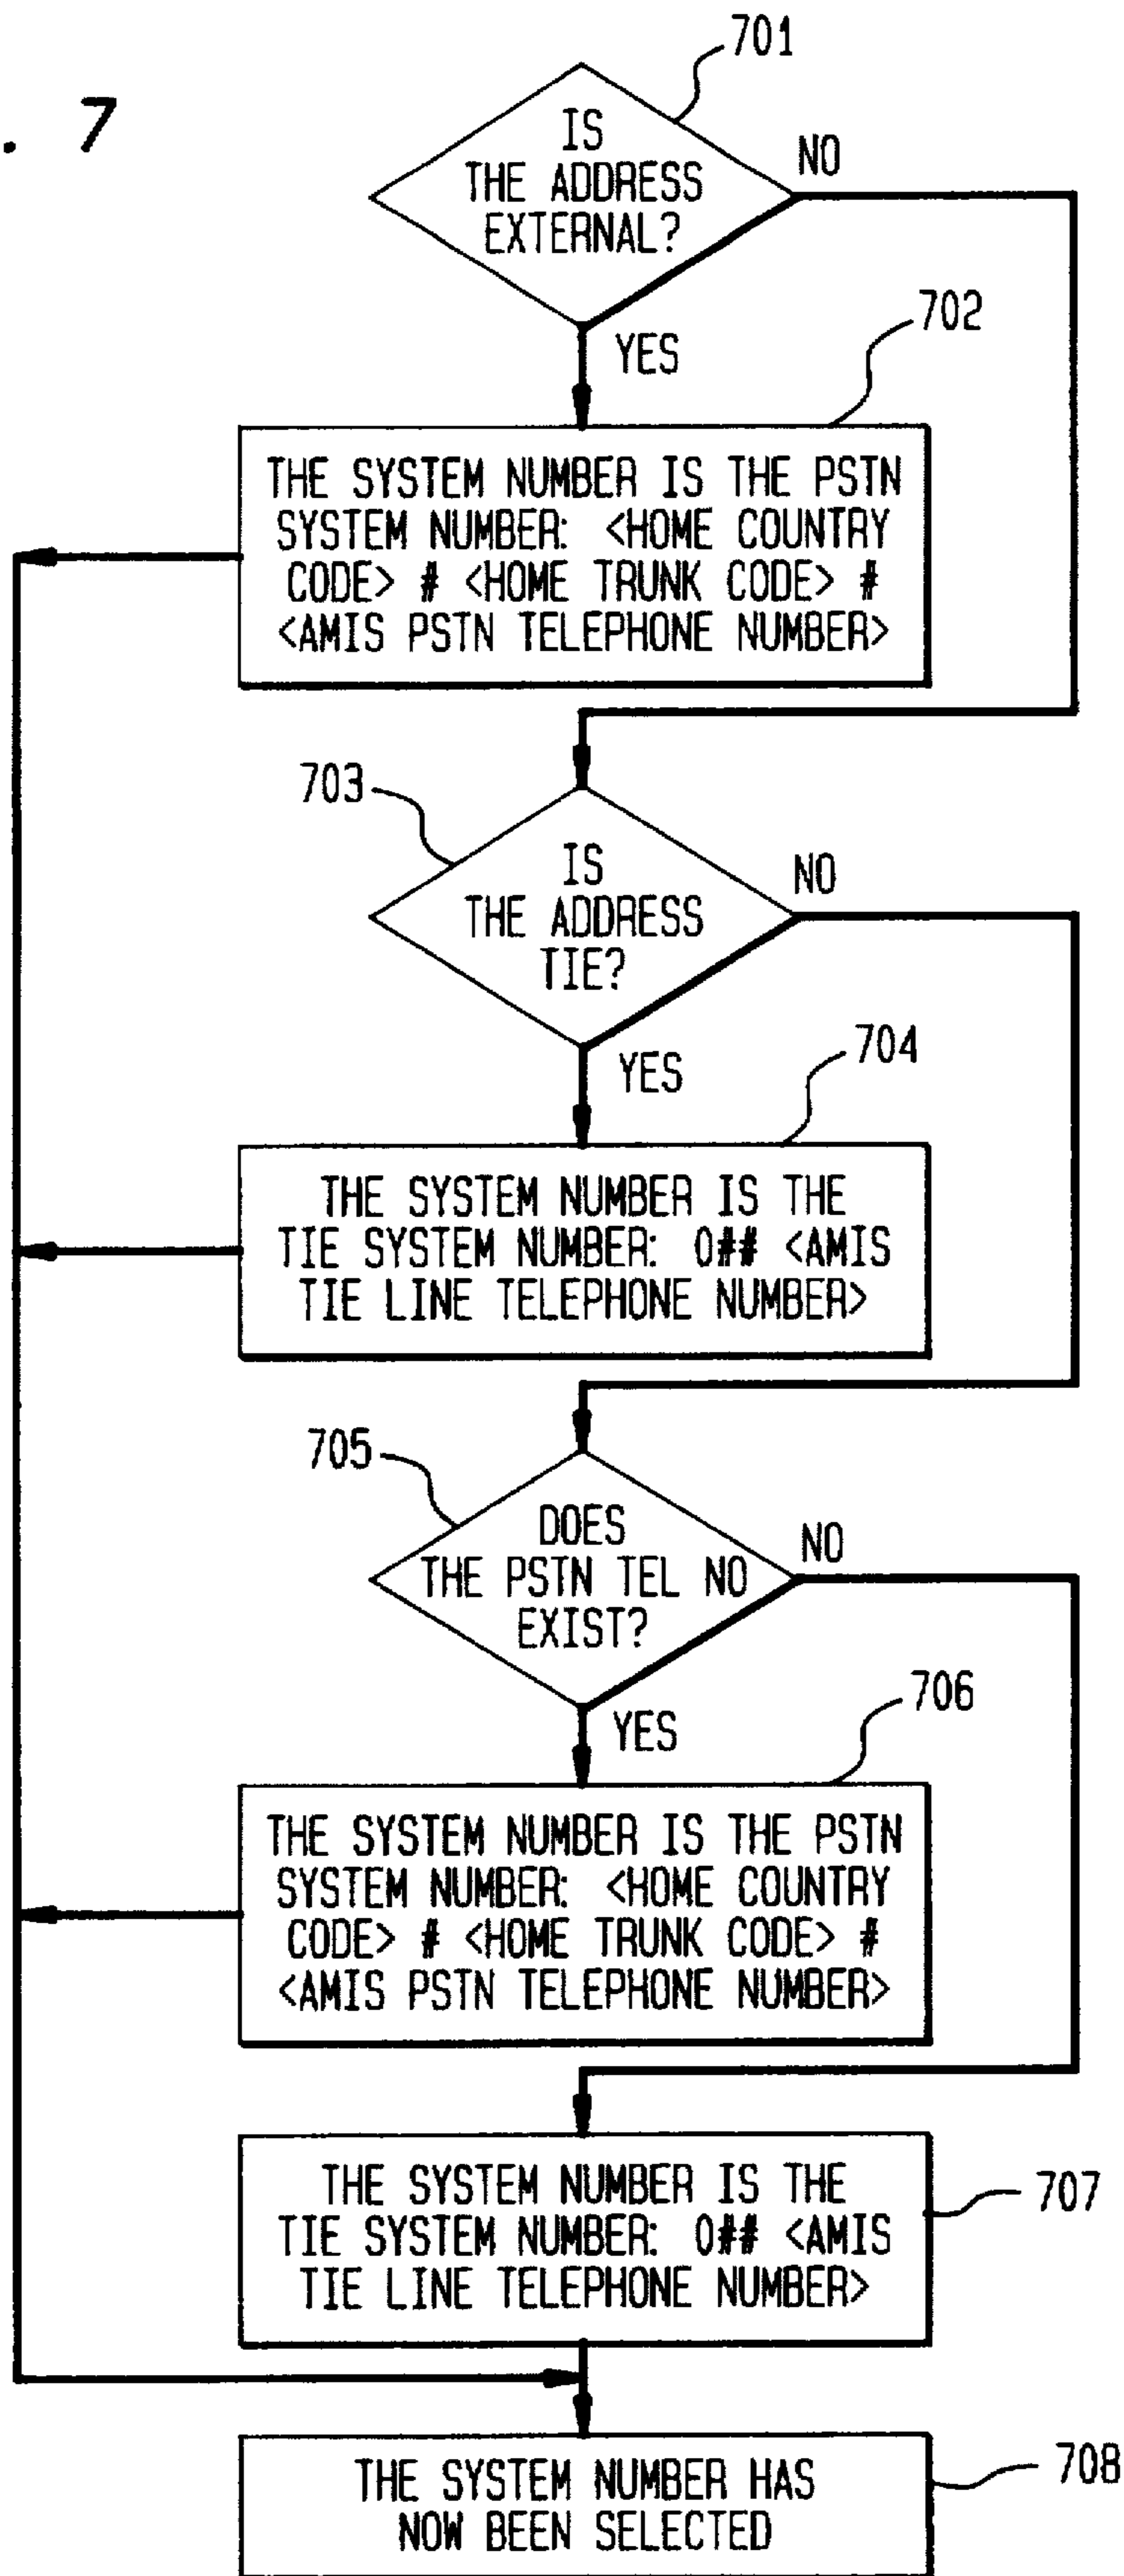 . 7
701
IS
THE ADDRESS
EXTERNAL?
NO
YES
702
THE SYSTEM NUMBER IS THE PSTN
SYSTEM NUMBER: <HOME COUNTRY
CODE> # <HOME TRUNK CODE> #
<AMIS PSTN TELEPHONE NUMBER>
703
IS
THE ADDRESS
TIE?
NO
YES
704
THE SYSTEM NUMBER IS THE
TIE SYSTEM NUMBER: 0## <AMIS
TIE LINE TELEPHONE NUMBER>
705
DOES
THE PSTN TEL NO
EXIST?
NO
YES
706
THE SYSTEM NUMBER IS THE PSTN
SYSTEM NUMBER: <HOME COUNTRY
CODE> # <HOME TRUNK CODE> #
<AMIS PSTN TELEPHONE NUMBER>
THE SYSTEM NUMBER IS THE
TIE SYSTEM NUMBER: 0## <AMIS
TIE LINE TELEPHONE NUMBER>
707
THE SYSTEM NUMBER HAS
NOW BEEN SELECTED
708